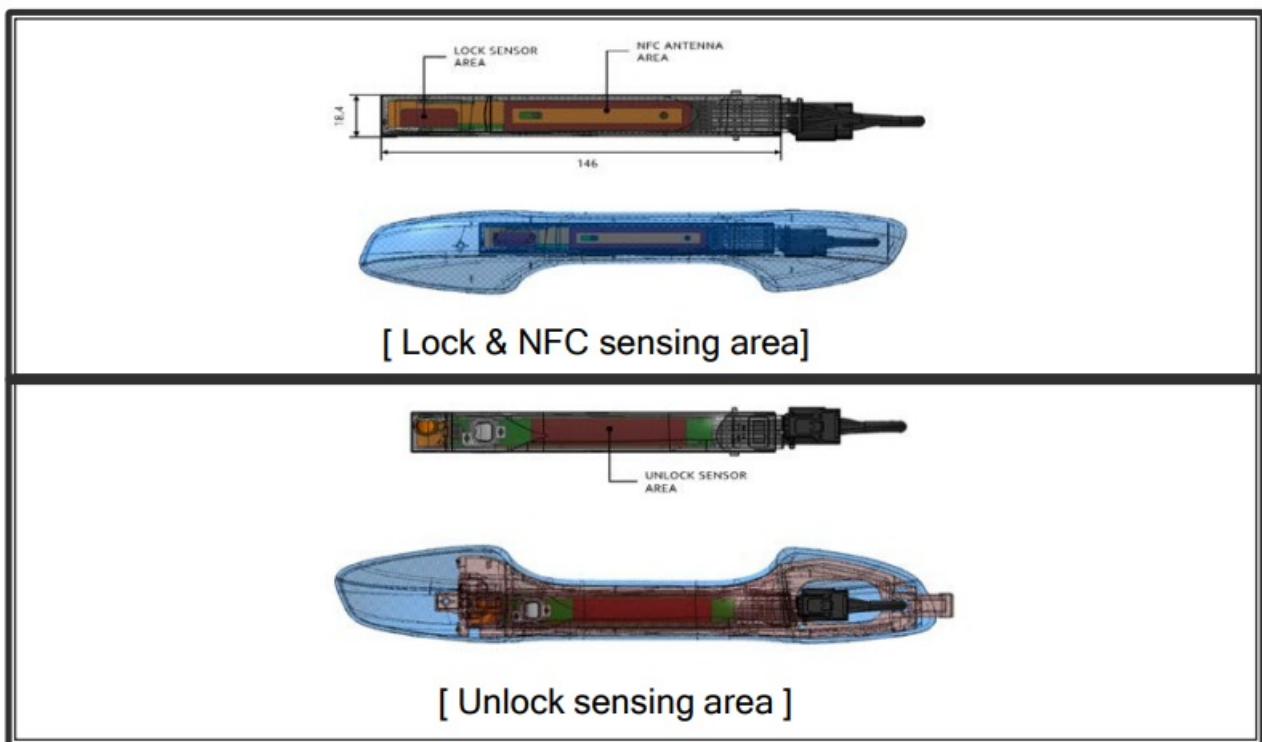 LOCK SENSOR
AREA
NFC ANTENNA
AREA
18,4
146
[ Lock & NFC sensing area]
UNLOCK SENSOR
AREA
[ Unlock sensing area ]